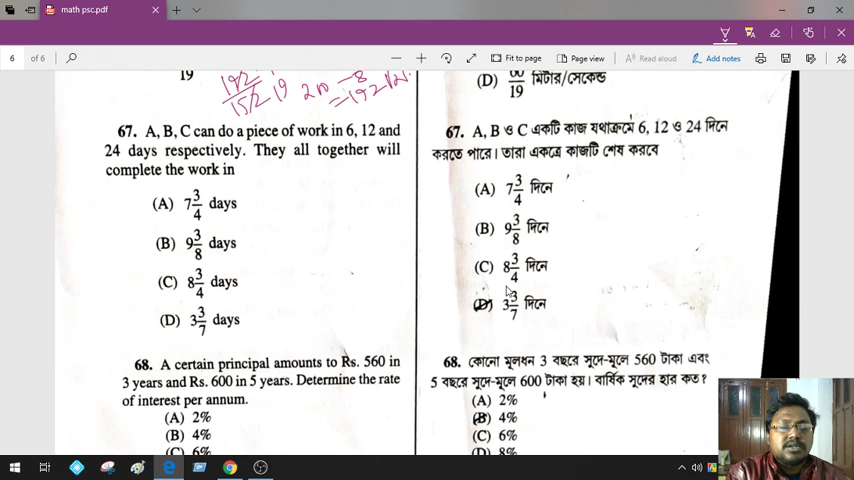 math psc.pdf
6 of 6
Fit to page
Page view
Read aloud
Add notes
19
192
15/2
19
(D) 19 মিটার/সেকেন্ড
67. A, B, C can do a piece of work in 6, 12 and
24 days respectively. They all together will
complete the work in
(A) 7 3/4 days
(B) 9 3/8 days
(C) 8 3/4 days
(D) 3 3/7 days
68. A certain principal amounts to Rs. 560 in
3 years and Rs. 600 in 5 years. Determine the rate
of interest per annum.
(A) 2%
(B) 4%
(C) 6%
67. A, B ও C একটি কাজ যথাক্রমে 6, 12 ও 24 দিনে
করতে পারে। তারা একত্রে কাজটি শেষ করবে
(A) 7 3/4 দিনে
(B) 9 3/8 দিনে
(C) 8 3/4 দিনে
(D) 3 3/7 দিনে
68. কোনো মূলধন 3 বছরে সুদে-মূলে 560 টাকা এবং
5 বছরে সুদে-মূলে 600 টাকা হয়। বার্ষিক সুদের হার কত?
(A) 2%
(B) 4%
(C) 6%
(D) 8%